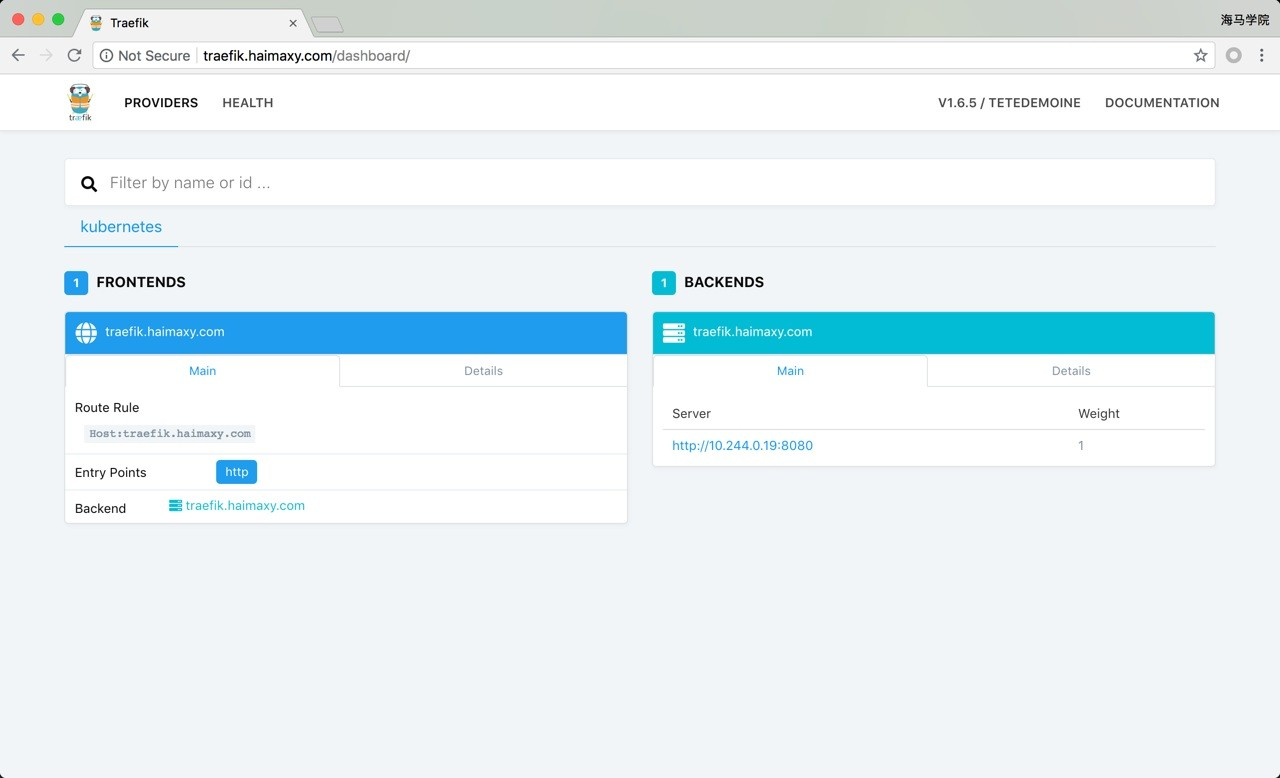 Traefik
海马学院
Not Secure traefik.haimaxy.com/dashboard/
træfik
PROVIDERS
HEALTH
V1.6.5 / TETEDEMOINE
DOCUMENTATION
Filter by name or id ...
kubernetes
1 FRONTENDS
traefik.haimaxy.com
Main Details
Route Rule
Host:traefik.haimaxy.com
Entry Points http
Backend traefik.haimaxy.com
1 BACKENDS
traefik.haimaxy.com
Main Details
Server Weight
http://10.244.0.19:8080 1